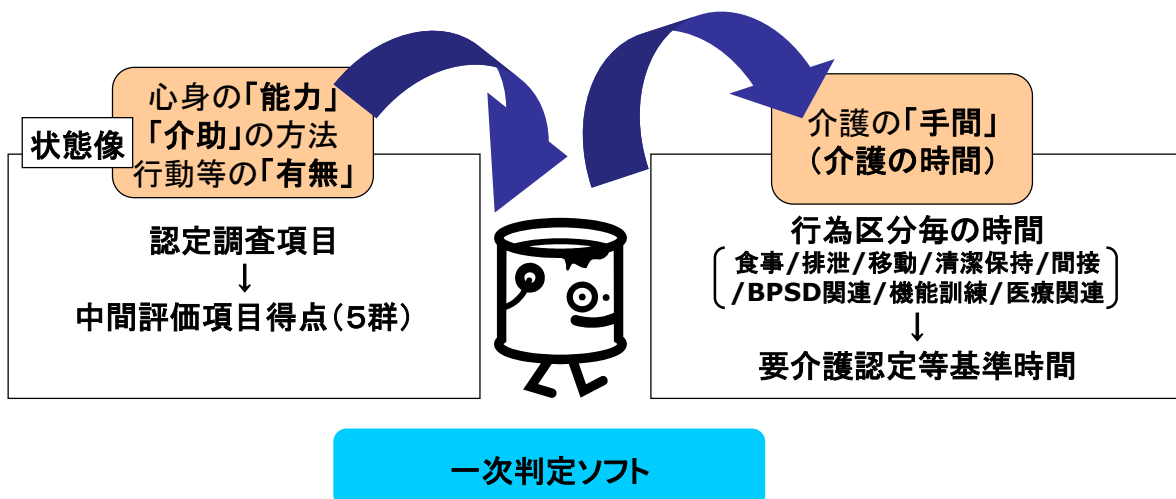 心身の「能力」
「介助」の方法
行動等の「有無」
状態像
認定調査項目
↓
中間評価項目得点(5群)
介護の「手間」
(介護の時間)
行為区分毎の時間
食事/排泄/移動/清潔保持/間接
/BPSD関連/機能訓練/医療関連
↓
要介護認定等基準時間
一次判定ソフト